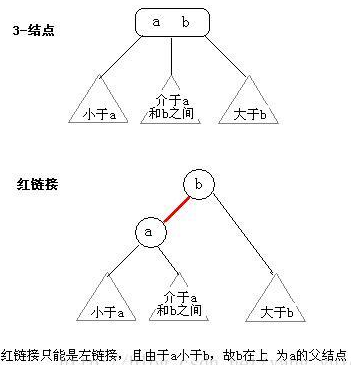 3-结点
a b
小于a
介于a
和b之间
大于b
红链接
b
a
小于a
介于a
和b之间
大于b
红链接只能是左链接，且由于a小于b，故b在上 为a的父结点